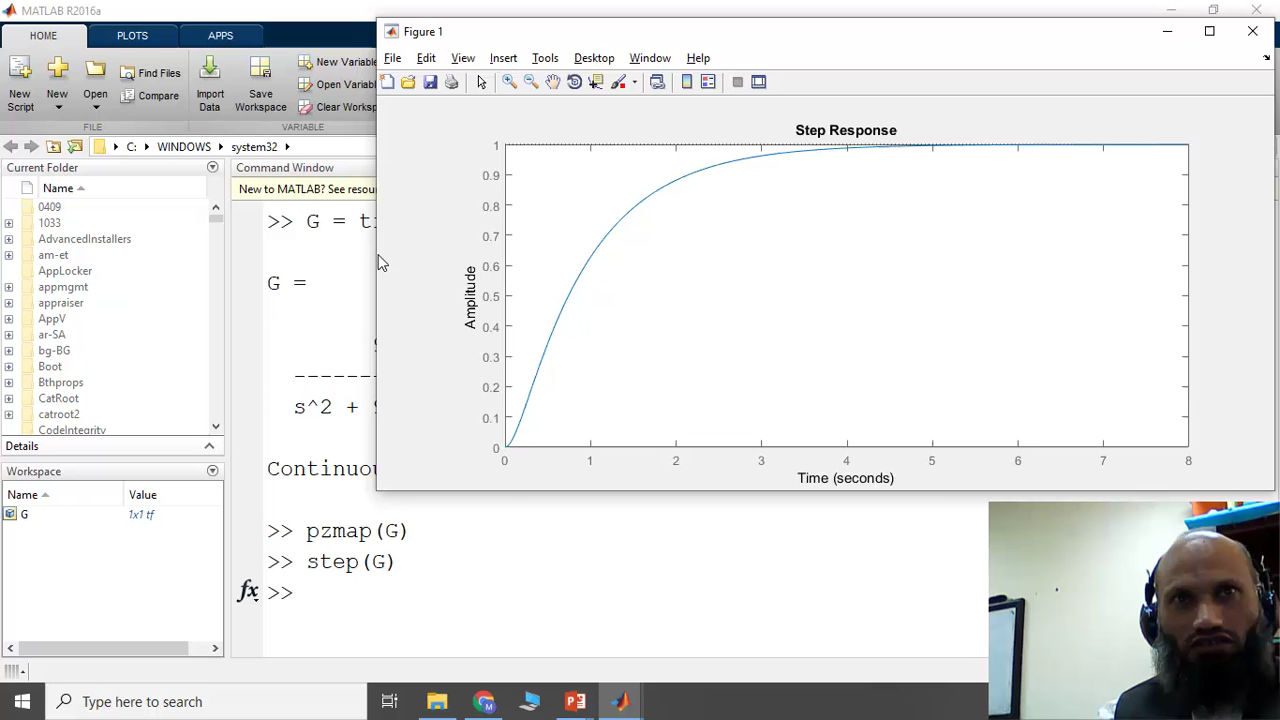 MATLAB R2016a
HOME
PLOTS
APPS
New Script
New
Open
Find Files
Compare
Import Data
Save Workspace
New Variable
Open Variabl
Clear Worksp
FILE
VARIABLE
C:
WINDOWS
system32
Current Folder
Name
0409
1033
AdvancedInstallers
am-et
AppLocker
appmgmt
appraiser
AppV
ar-SA
bg-BG
Boot
Bthprops
CatRoot
catroot2
CodeIntegrity
Details
Workspace
Name
Value
G
1x1 tf
Command Window
New to MATLAB? See resou
>> G = t
G =
s^2 +
Continuou
>> pzmap(G)
>> step(G)
fx >>
Figure 1
File Edit View Insert Tools Desktop Window Help
Step Response
Amplitude
1
0.9
0.8
0.7
0.6
0.5
0.4
0.3
0.2
0.1
0
0 1 2 3 4 5 6 7 8
Time (seconds)
Type here to search